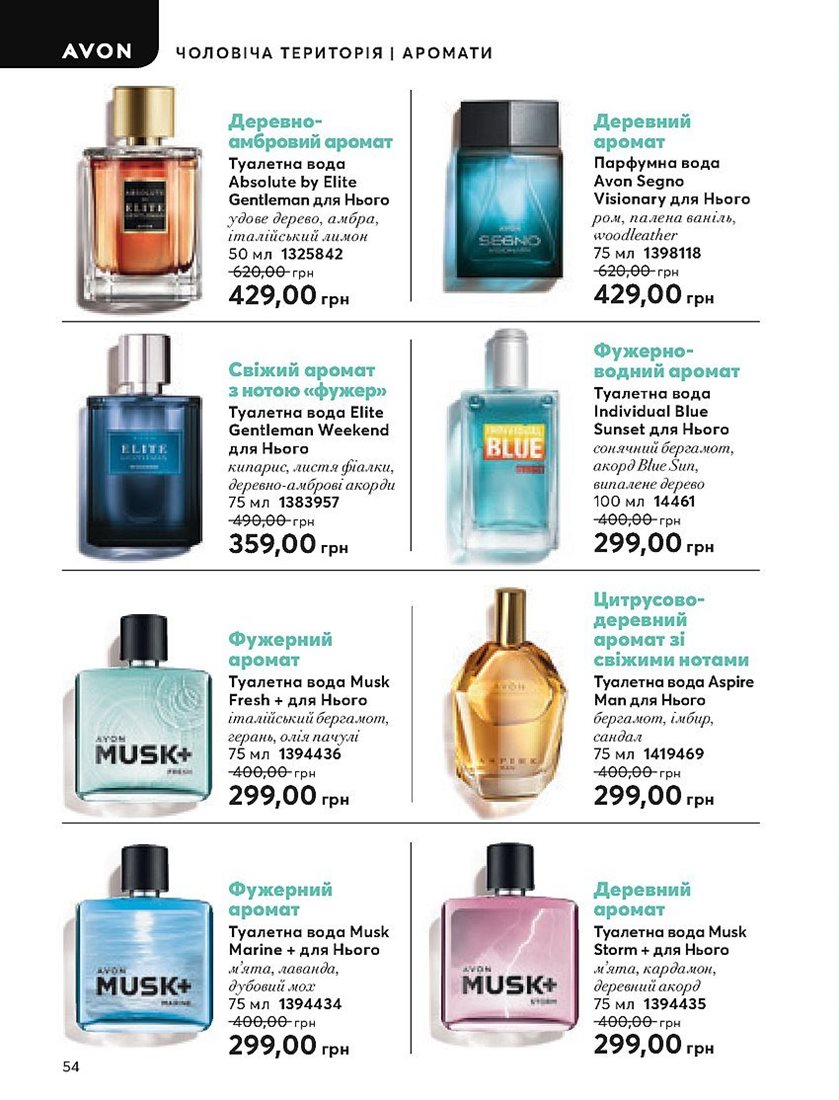 AVON
ЧОЛОВІЧА ТЕРИТОРІЯ | АРОМАТИ
Деревно-
амбровий аромат
Туалетна вода
Absolute by Elite
Gentleman для Нього
удове дерево, амбра,
італійський лимон
50 мл 1325842
620,00 грн
429,00 грн
ABSOLUTE
BY
ELITE
GENTLEMAN
AVON
Деревний
аромат
Парфумна вода
Avon Segno
Visionary для Нього
ром, палена ваніль,
woodleather
75 мл 1398118
620,00 грн
429,00 грн
AVON
SEGNO
Свіжий аромат
з нотою «фужер»
Туалетна вода Elite
Gentleman Weekend
для Нього
кипарис, листя фіалки,
деревно-амброві акорди
75 мл 1383957
490,00 грн
359,00 грн
ELITE
GENTLEMAN
Фужерно-
водний аромат
Туалетна вода
Individual Blue
Sunset для Нього
сонячний бергамот,
акорд Blue Sun,
випалене дерево
100 мл 14461
400,00 грн
299,00 грн
INDIVIDUAL
BLUE
SUNSET
Фужерний
аромат
Туалетна вода Musk
Fresh + для Нього
італійський бергамот,
герань, олія пачулі
75 мл 1394436
400,00 грн
299,00 грн
AVON
MUSK+
FRESH
Цитрусово-
деревний
аромат зі
свіжими нотами
Туалетна вода Aspire
Man для Нього
бергамот, імбир,
сандал
75 мл 1419469
400,00 грн
299,00 грн
AVON
ASPIRE
MAN
Фужерний
аромат
Туалетна вода Musk
Marine + для Нього
м'ята, лаванда,
дубовий мох
75 мл 1394434
400,00 грн
299,00 грн
AVON
MUSK+
MARINE
Деревний
аромат
Туалетна вода Musk
Storm + для Нього
м'ята, кардамон,
деревний акорд
75 мл 1394435
400,00 грн
299,00 грн
AVON
MUSK+
STORM
54